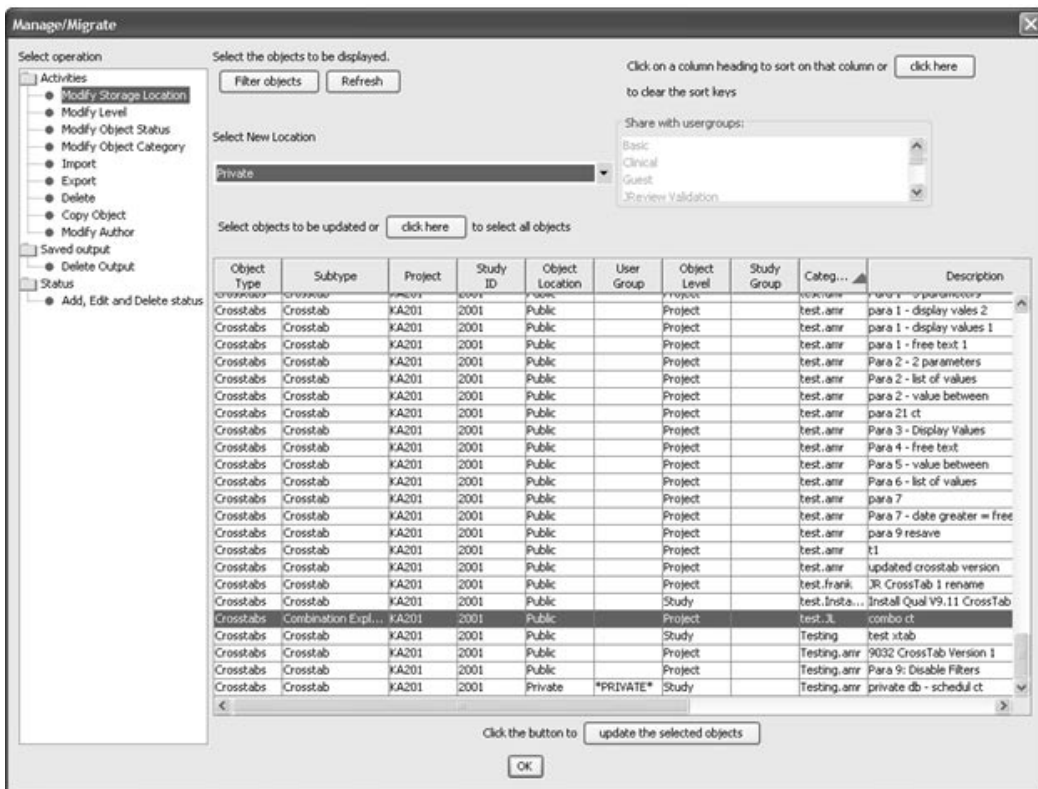 Manage/Migrate
Select operation
Activities
Modify Storage Location
Modify Level
Modify Object Status
Modify Object Category
Import
Export
Delete
Copy Object
Modify Author
Saved output
Delete Output
Status
Add, Edit and Delete status
Select the objects to be displayed.
Filter objects Refresh
Click on a column heading to sort on that column or click here
to clear the sort keys
Select New Location
Private
Share with usergroups:
Basic
Clinical
Guest
JReview Validation
Select objects to be updated or click here to select all objects
Object Type Subtype Project Study ID Object Location User Group Object Level Study Group Categ... Description
Crosstabs Crosstab KA201 2001 Public Project test.amr para 1 - display vales 2
Crosstabs Crosstab KA201 2001 Public Project test.amr para 1 - display values 1
Crosstabs Crosstab KA201 2001 Public Project test.amr para 1 - free text 1
Crosstabs Crosstab KA201 2001 Public Project test.amr Para 2 - 2 parameters
Crosstabs Crosstab KA201 2001 Public Project test.amr Para 2 - list of values
Crosstabs Crosstab KA201 2001 Public Project test.amr para 2 - value between
Crosstabs Crosstab KA201 2001 Public Project test.amr para 21 ct
Crosstabs Crosstab KA201 2001 Public Project test.amr Para 3 - Display Values
Crosstabs Crosstab KA201 2001 Public Project test.amr Para 4 - free text
Crosstabs Crosstab KA201 2001 Public Project test.amr Para 5 - value between
Crosstabs Crosstab KA201 2001 Public Project test.amr Para 6 - list of values
Crosstabs Crosstab KA201 2001 Public Project test.amr para 7
Crosstabs Crosstab KA201 2001 Public Project test.amr Para 7 - date greater = free
Crosstabs Crosstab KA201 2001 Public Project test.amr para 9 resave
Crosstabs Crosstab KA201 2001 Public Project test.amr t1
Crosstabs Crosstab KA201 2001 Public Project test.amr updated crosstab version
Crosstabs Crosstab KA201 2001 Public Project test.frank JR CrossTab 1 rename
Crosstabs Crosstab KA201 2001 Public Study test.Insta... Install Qual V9.11 CrossTab
Crosstabs Combination Expl... KA201 2001 Public Project test.JL combo ct
Crosstabs Crosstab KA201 2001 Public Study Testing test xtab
Crosstabs Crosstab KA201 2001 Public Project Testing.amr 9032 CrossTab Version 1
Crosstabs Crosstab KA201 2001 Public Project Testing.amr Para 9: Disable Filters
Crosstabs Crosstab KA201 2001 Private *PRIVATE* Study Testing.amr private db - schedul ct
Click the button to update the selected objects
OK